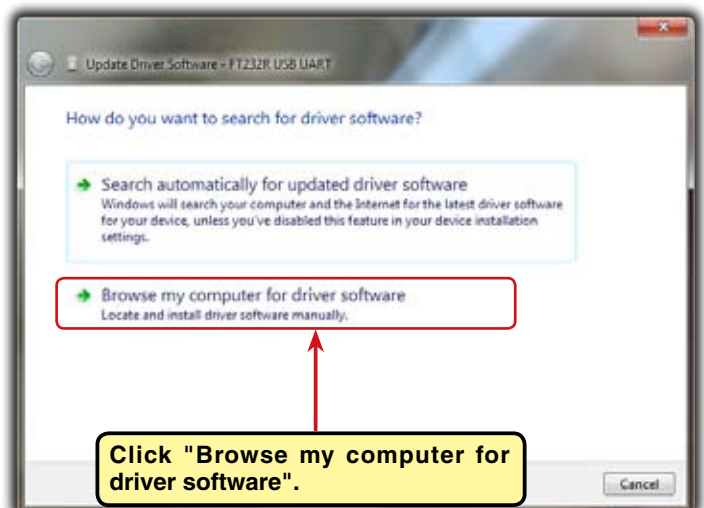 Update Driver Software - FT232R USB UART
How do you want to search for driver software?
Search automatically for updated driver software
Windows will search your computer and the Internet for the latest driver software
for your device, unless you've disabled this feature in your device installation
settings.
Browse my computer for driver software
Locate and install driver software manually.
Click "Browse my computer for
driver software".
Cancel